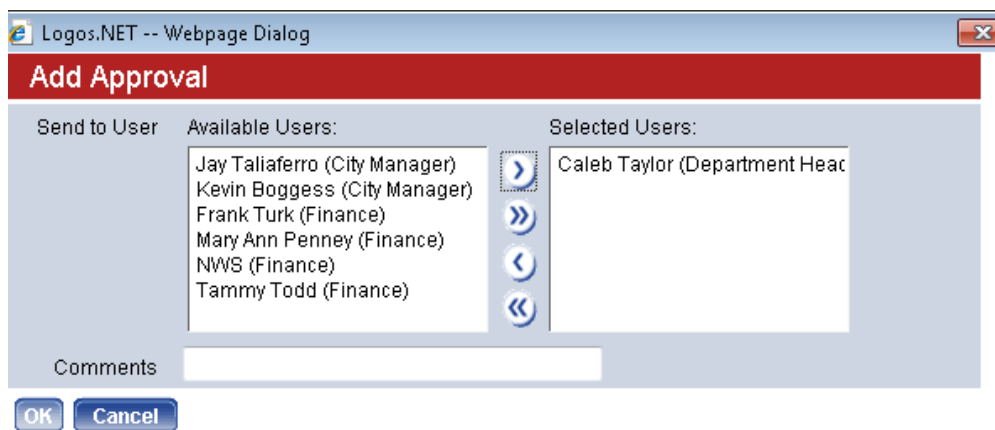 Logos.NET -- Webpage Dialog
Add Approval
Send to User
Available Users:
Selected Users:
Jay Taliaferro (City Manager)
Kevin Boggess (City Manager)
Frank Turk (Finance)
Mary Ann Penney (Finance)
NWS (Finance)
Tammy Todd (Finance)
Caleb Taylor (Department Head
Comments
OK
Cancel